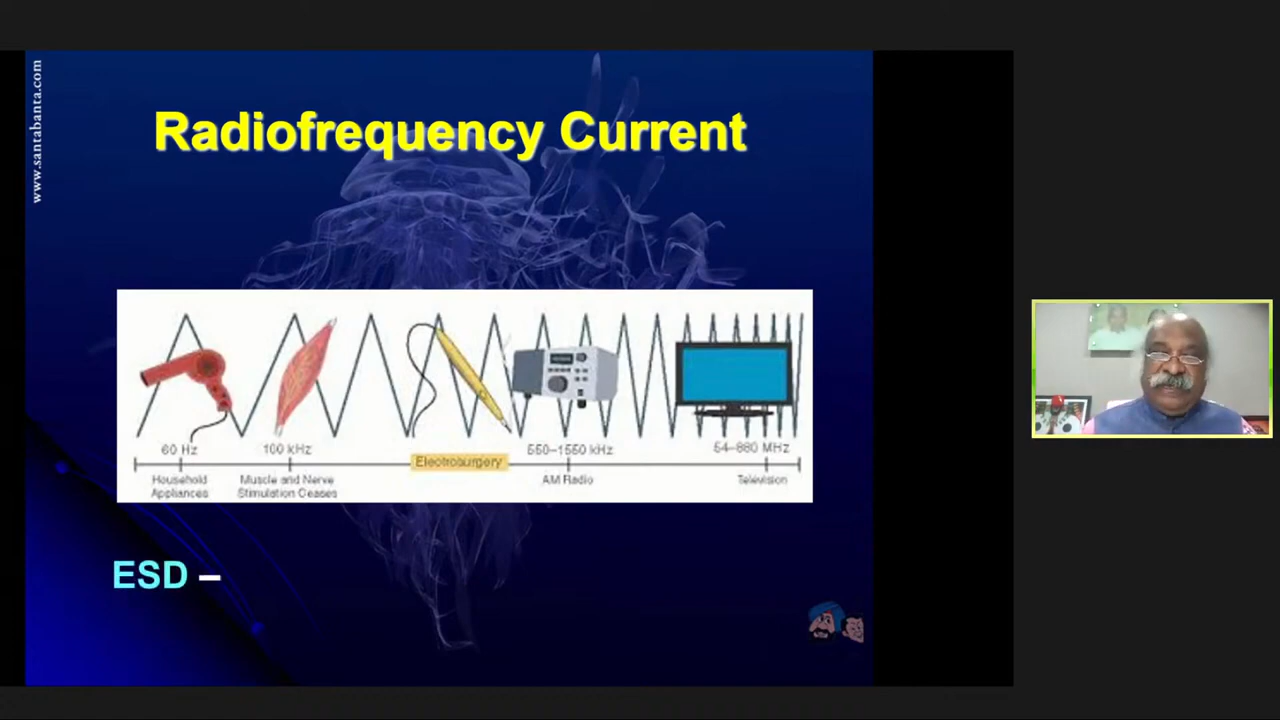 www.santabanta.com
Radiofrequency Current
60 Hz
100 kHz
550–1550 kHz
54–880 MHz
Electrosurgery
Household
Appliances
Muscle and Nerve
Stimulation Ceases
AM Radio
Television
ESD –